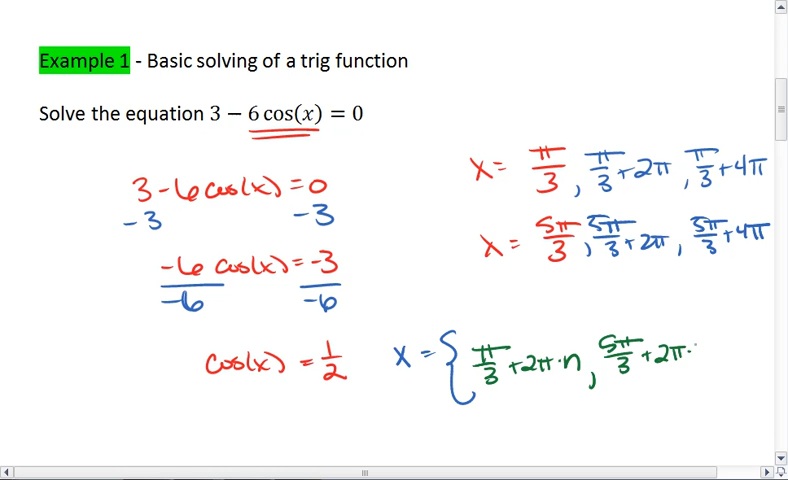 Example 1 - Basic solving of a trig function
Solve the equation 3 − 6 cos(x) = 0
3 - 6 cos(x) = 0
-3 -3
-6 cos(x) = -3
-6 -6
cos(x) = 1/2
x = π/3, π/3 + 2π, π/3 + 4π
x = 5π/3, 5π/3 + 2π, 5π/3 + 4π
x = { π/3 + 2π·n, 5π/3 + 2π·